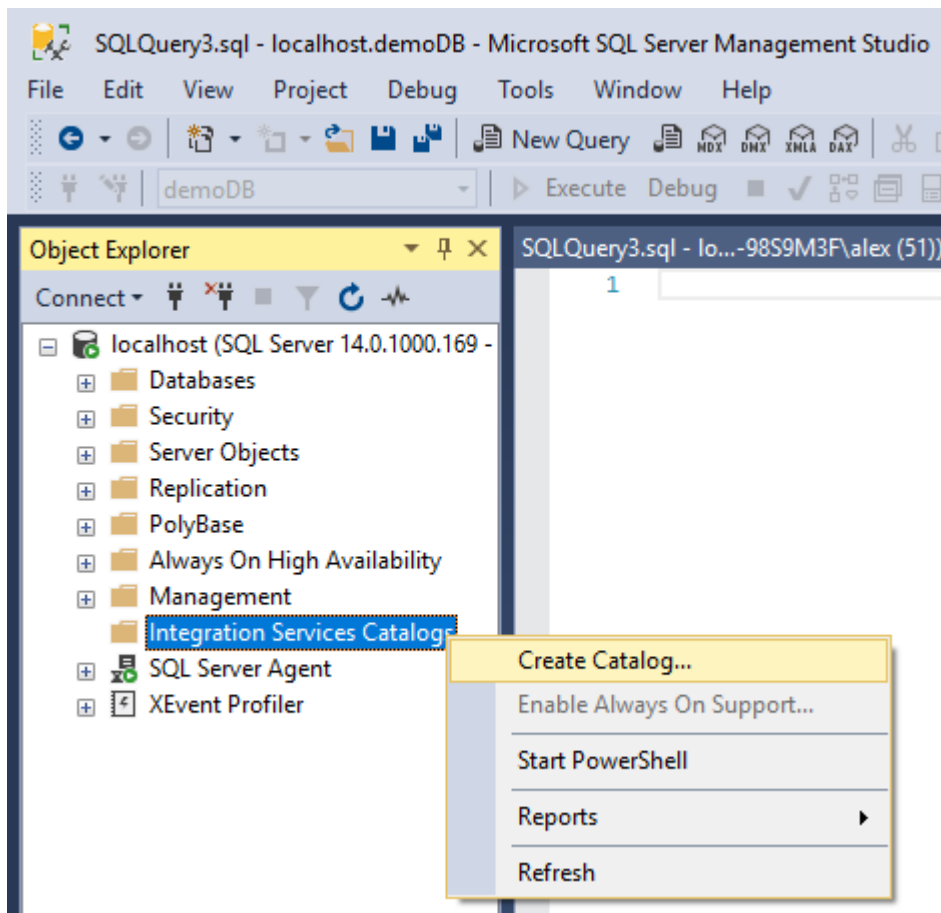 SQLQuery3.sql - localhost.demoDB - Microsoft SQL Server Management Studio
File Edit View Project Debug Tools Window Help
New Query MDX DMX XMLA DAX
demoDB Execute Debug
Object Explorer
SQLQuery3.sql - lo...-98S9M3F\alex (51))
Connect
1
localhost (SQL Server 14.0.1000.169 -
Databases
Security
Server Objects
Replication
PolyBase
Always On High Availability
Management
Integration Services Catalogs
SQL Server Agent
XEvent Profiler
Create Catalog...
Enable Always On Support...
Start PowerShell
Reports
Refresh